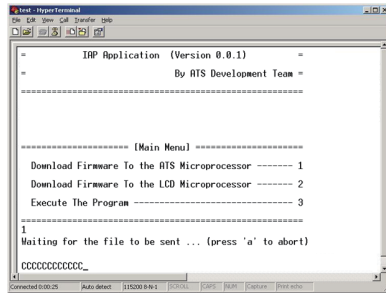 test - HyperTerminal
File Edit View Call Transfer Help
= IAP Application (Version 0.0.1) =
= By ATS Development Team =
=======================================================
===================== [Main Menu] =====================
Download Firmware To the ATS Microprocessor ------- 1
Download Firmware To the LCD Microprocessor ------- 2
Execute The Program ------------------------------- 3
=======================================================
1
Waiting for the file to be sent ... (press 'a' to abort)
CCCCCCCCCCCC_
Connected 0:00:25 Auto detect 115200 8-N-1 SCROLL CAPS NUM Capture Print echo